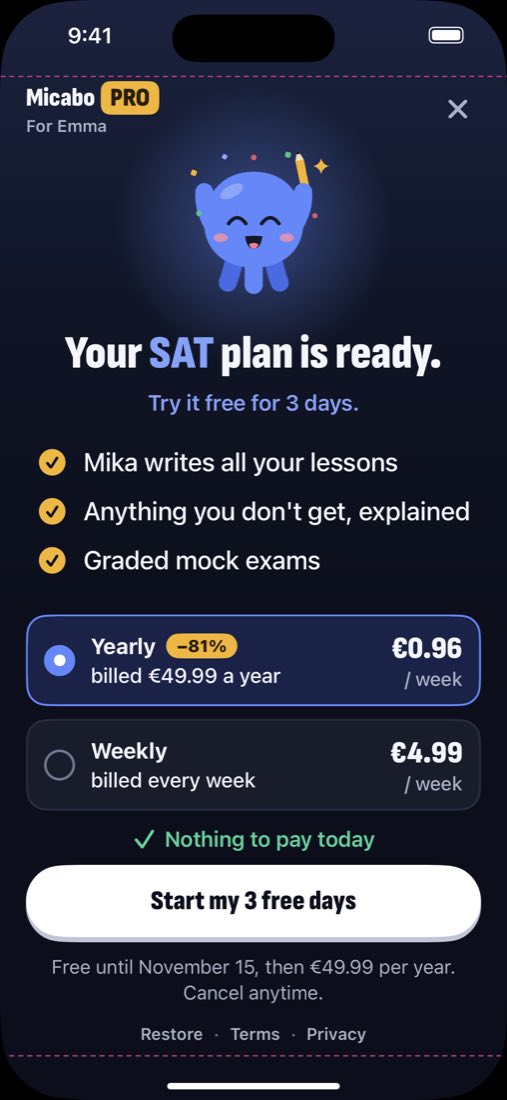 9:41
Micabo PRO
For Emma
Your SAT plan is ready.
Try it free for 3 days.
Mika writes all your lessons
Anything you don't get, explained
Graded mock exams
Yearly −81%
billed €49.99 a year
€0.96
/ week
Weekly
billed every week
€4.99
/ week
Nothing to pay today
Start my 3 free days
Free until November 15, then €49.99 per year.
Cancel anytime.
Restore · Terms · Privacy